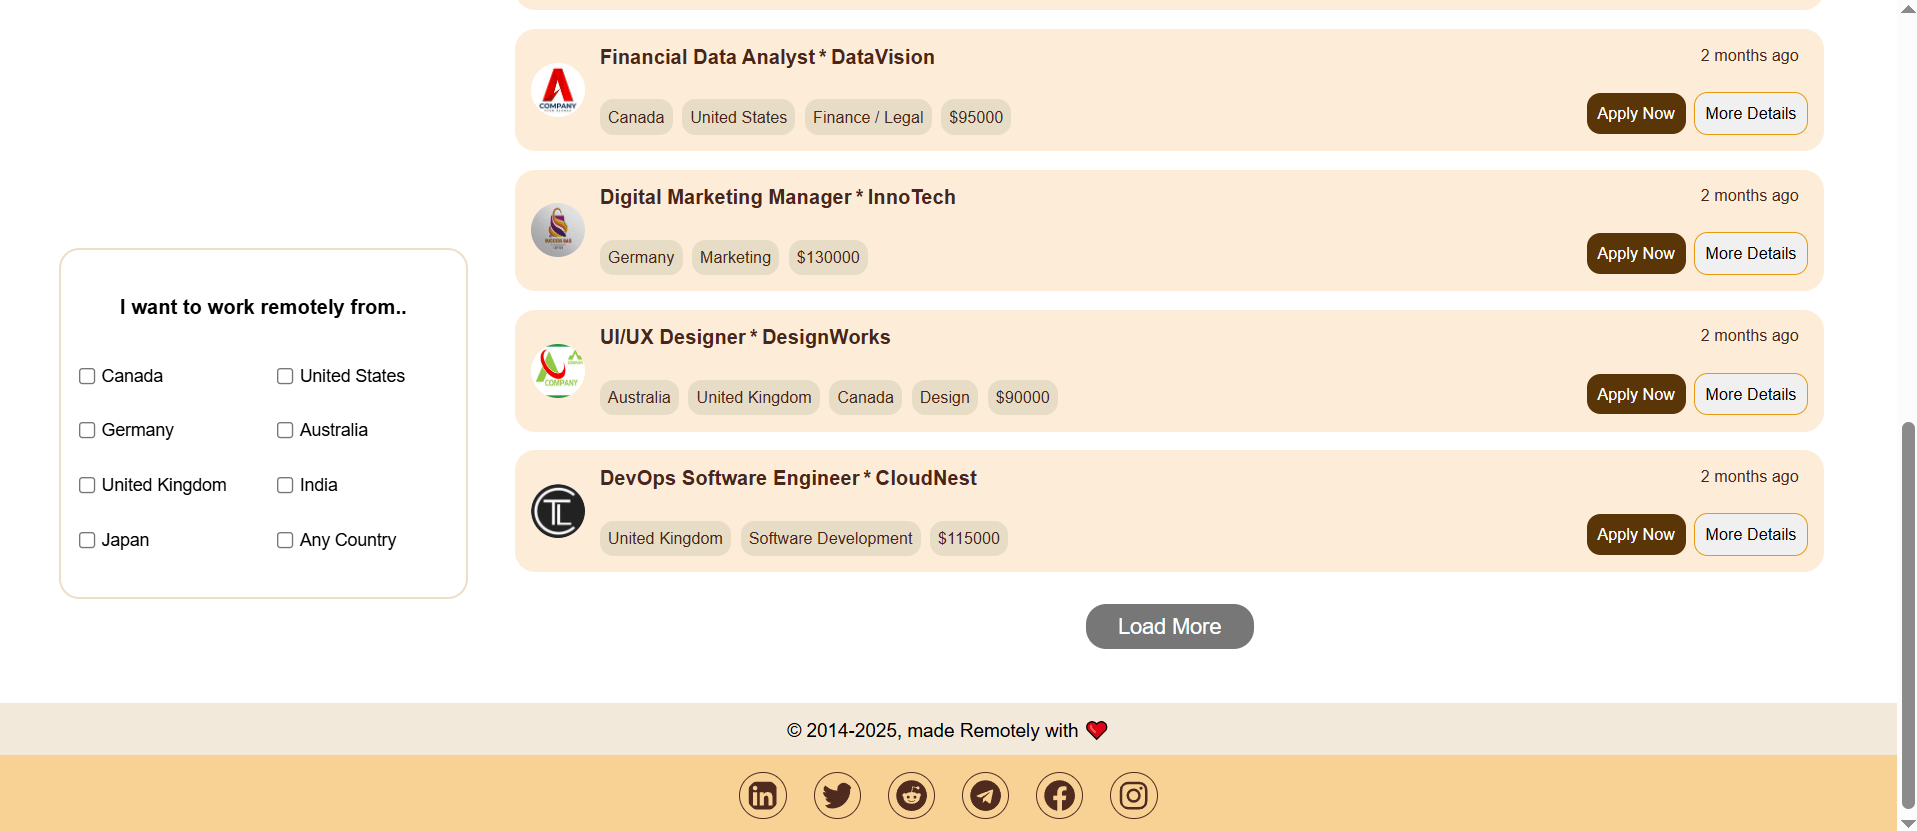 Financial Data Analyst * DataVision
2 months ago
A
COMPANY
Canada
United States
Finance / Legal
$95000
Apply Now
More Details
Digital Marketing Manager * InnoTech
2 months ago
Germany
Marketing
$130000
Apply Now
More Details
I want to work remotely from..
Canada
United States
Germany
Australia
United Kingdom
India
Japan
Any Country
UI/UX Designer * DesignWorks
2 months ago
COMPANY
Australia
United Kingdom
Canada
Design
$90000
Apply Now
More Details
DevOps Software Engineer * CloudNest
2 months ago
United Kingdom
Software Development
$115000
Apply Now
More Details
Load More
© 2014-2025, made Remotely with